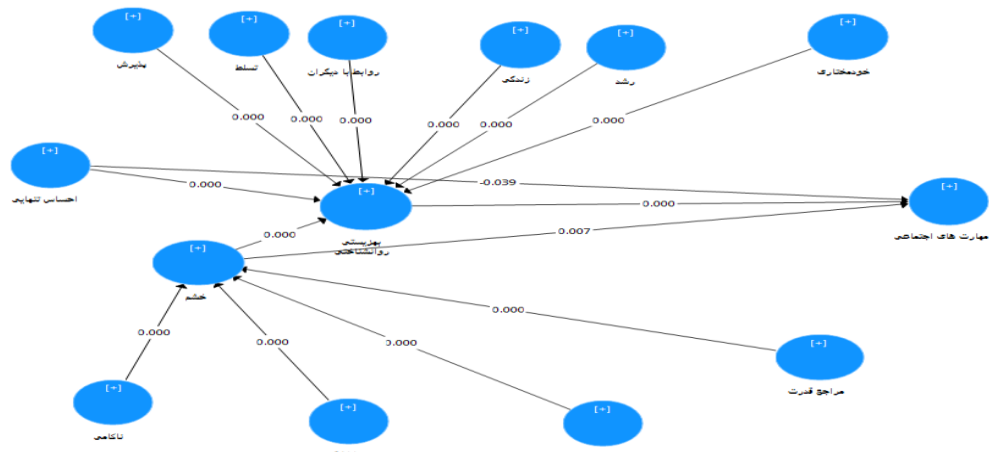 [+]
[+]
[+]
[+]
[+]
[+]
پذیرش
تسلط
روابط با دیگران
زندگی
رشد
خودمختاری
0.000
0.000
0.000
0.000
0.000
0.000
[+]
احساس تنهایی
0.000
-0.039
[+]
بهزیستی
روانشناختی
0.000
[+]
مهارت های اجتماعی
0.000
0.007
[+]
خشم
0.000
0.000
0.000
0.000
[+]
مراجع قدرت
[+]
ناکامی
[+]
[+]